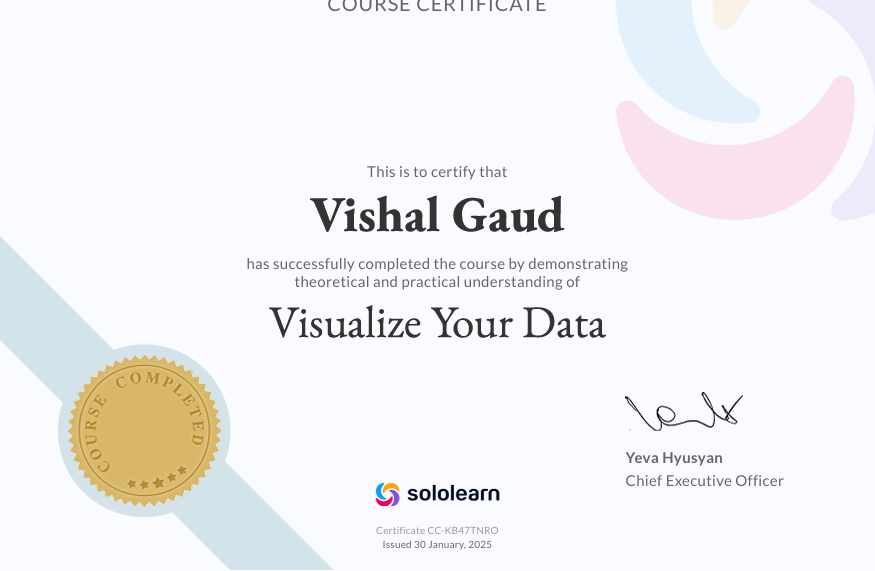 COURSE CERTIFICATE
This is to certify that
Vishal Gaud
has successfully completed the course by demonstrating
theoretical and practical understanding of
Visualize Your Data
COURSE COMPLETED
Yeva Hyusyan
Chief Executive Officer
sololearn
Certificate CC-KB47TNRO
Issued 30 January, 2025